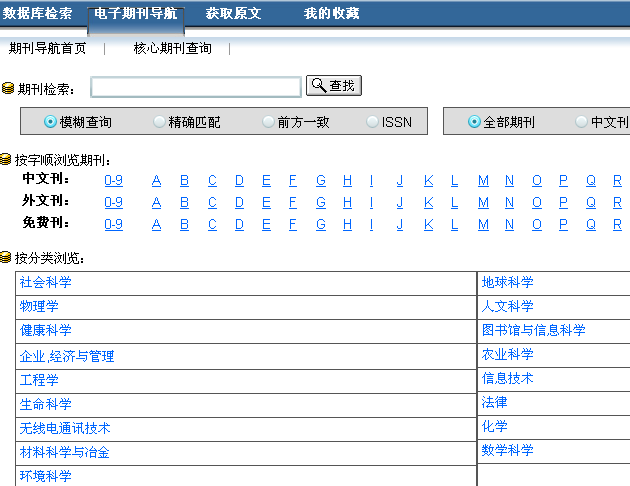 数据库检索 电子期刊导航 获取原文 我的收藏
期刊导航首页 | 核心期刊查询 |
期刊检索： 查找
模糊查询 精确匹配 前方一致 ISSN 全部期刊 中文刊
按字顺浏览期刊：
中文刊： 0-9 A B C D E F G H I J K L M N O P Q R
外文刊： 0-9 A B C D E F G H I J K L M N O P Q R
免费刊： 0-9 A B C D E F G H I J K L M N O P Q R
按分类浏览：
社会科学 地球科学
物理学 人文科学
健康科学 图书馆与信息科学
企业,经济与管理 农业科学
工程学 信息技术
生命科学 法律
无线电通讯技术 化学
材料科学与冶金 数学科学
环境科学